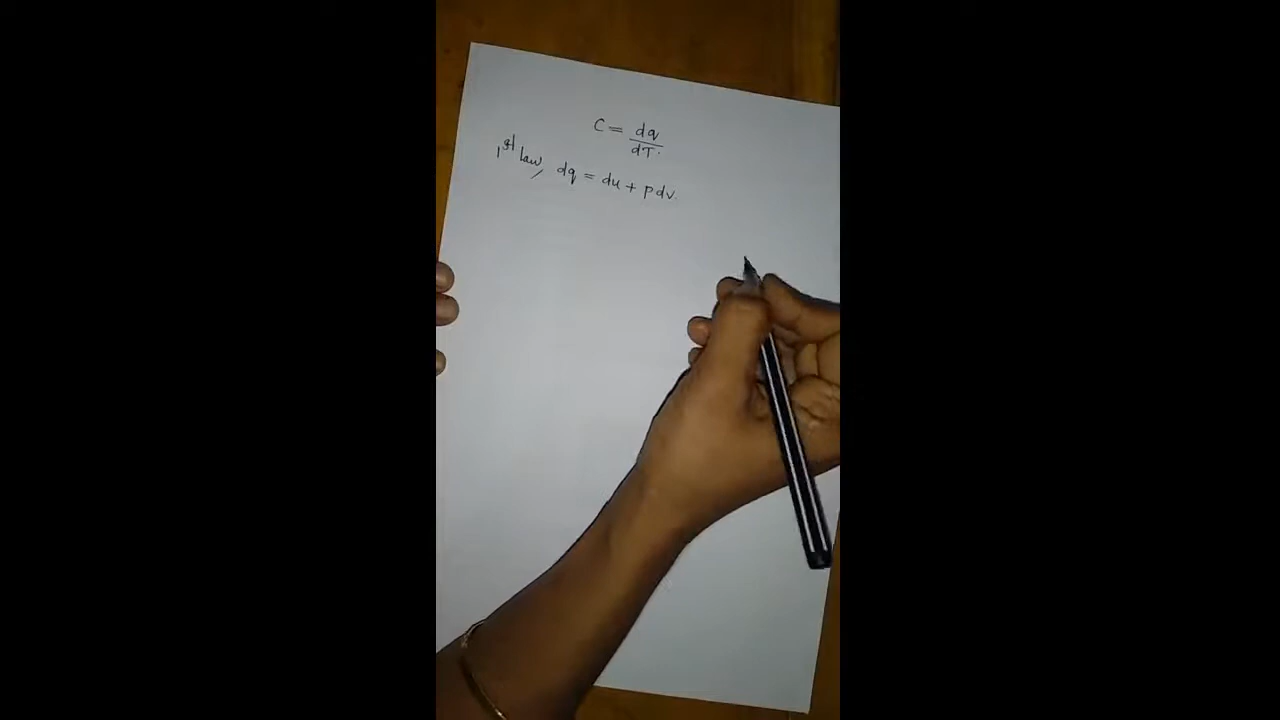 C = dq/dT.
1st law, dq = du + pdv.